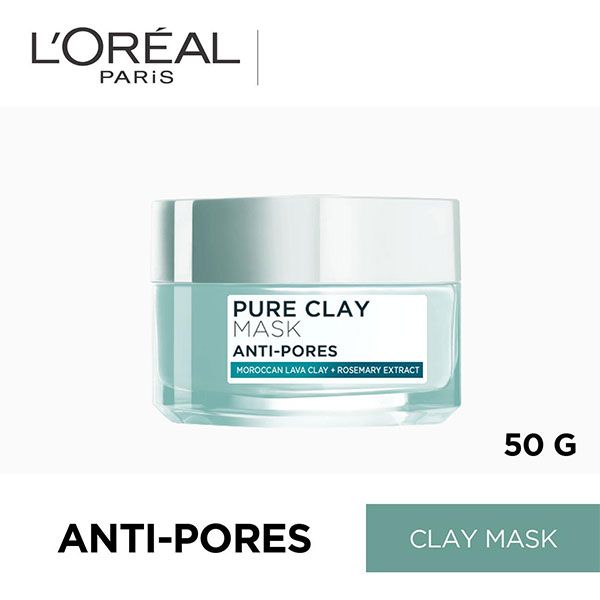 L'ORÉAL
PARiS
PURE CLAY
MASK
ANTI-PORES
MOROCCAN LAVA CLAY + ROSEMARY EXTRACT
50 G
ANTI-PORES
CLAY MASK